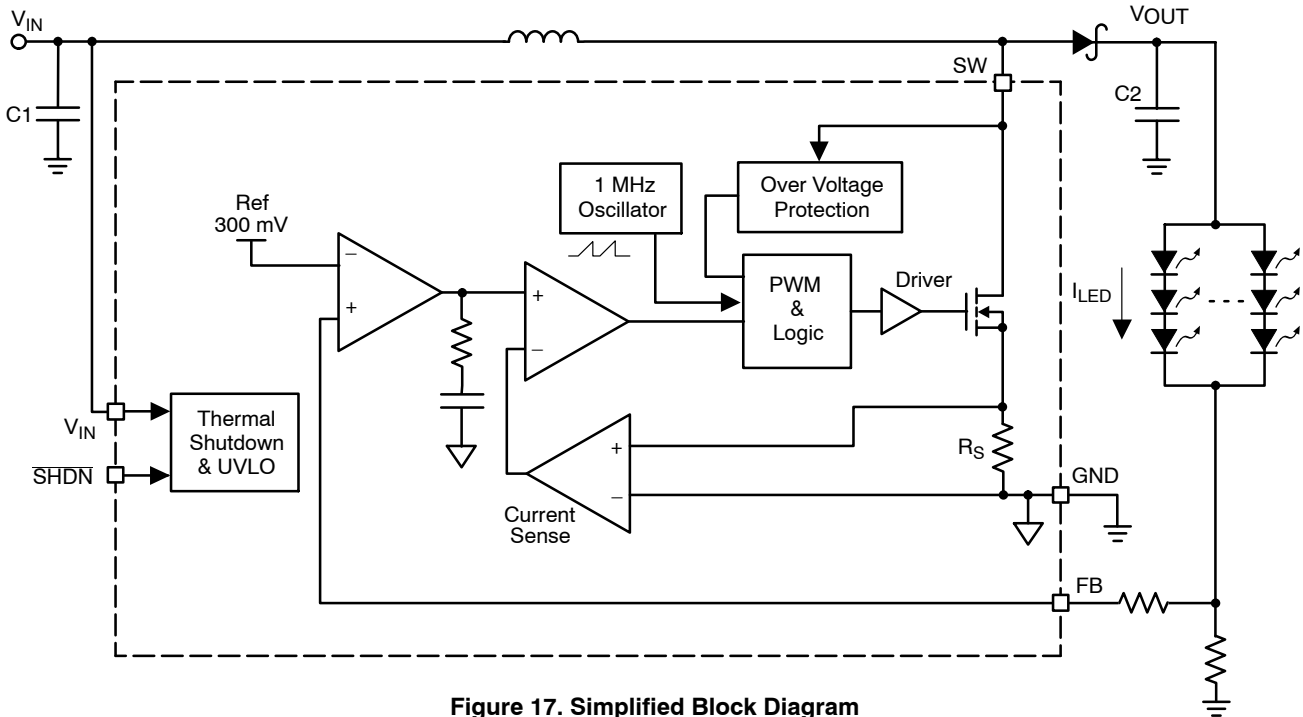 VIN
VOUT
SW
C1
C2
Ref
300 mV
1 MHz
Oscillator
Over Voltage
Protection
−
+
+
−
PWM
&
Logic
Driver
ILED
VIN
SHDN
Thermal
Shutdown
& UVLO
+
−
Current
Sense
RS
GND
FB
Figure 17. Simplified Block Diagram